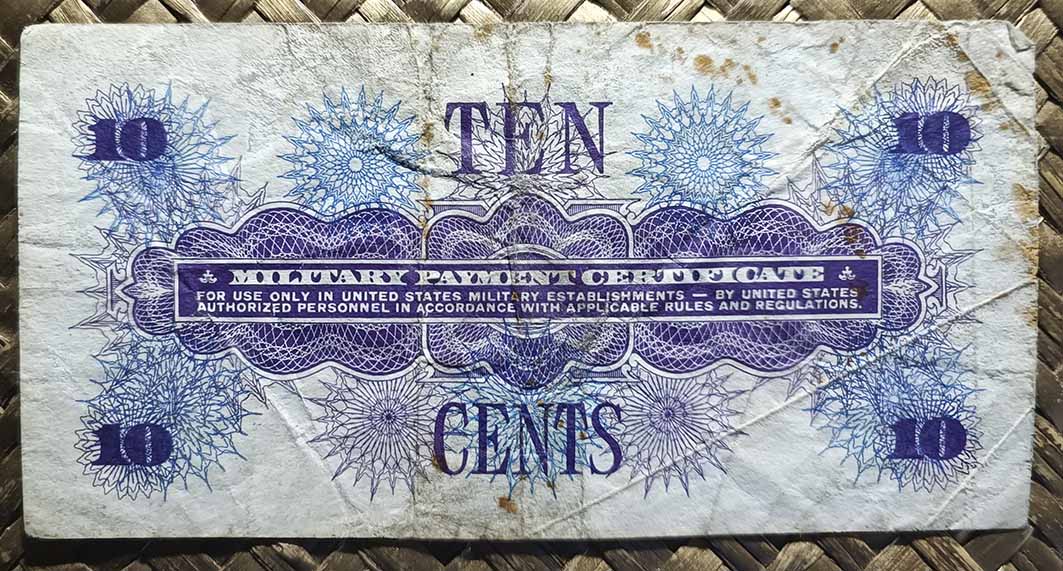 10 TEN 10
MILITARY PAYMENT CERTIFICATE
FOR USE ONLY IN UNITED STATES MILITARY ESTABLISHMENTS — BY UNITED STATES
AUTHORIZED PERSONNEL IN ACCORDANCE WITH APPLICABLE RULES AND REGULATIONS.
10 CENTS 10